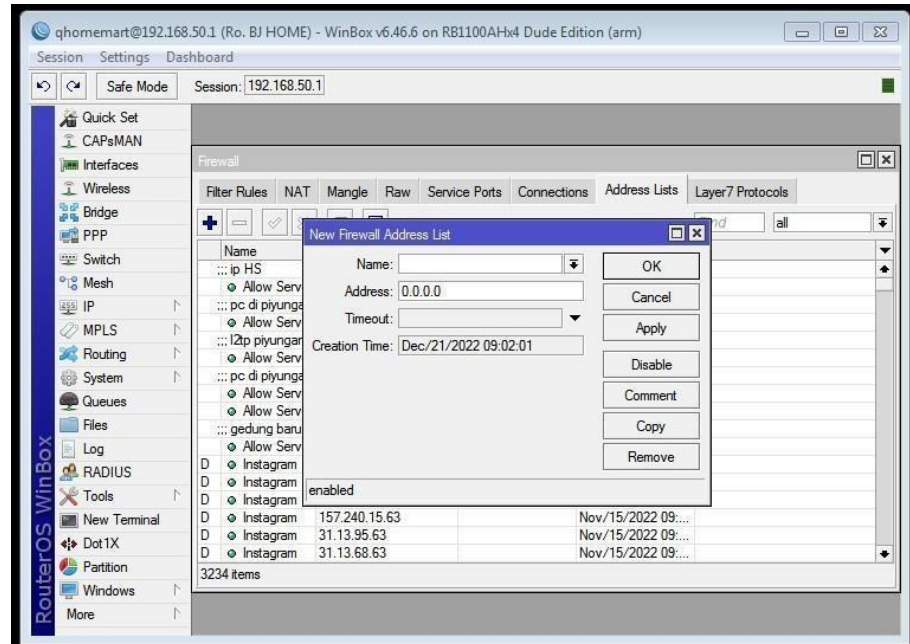 qhomemart@192.168.50.1 (Ro. BJ HOME) - WinBox v6.46.6 on RB1100AHx4 Dude Edition (arm)
Session Settings Dashboard
Safe Mode Session: 192.168.50.1
Quick Set
CAPsMAN
Interfaces
Wireless
Bridge
PPP
Switch
Mesh
IP
MPLS
Routing
System
Queues
Files
Log
RADIUS
Tools
New Terminal
Dot1X
Partition
Windows
More
RouterOS WinBox
Firewall
Filter Rules NAT Mangle Raw Service Ports Connections Address Lists Layer7 Protocols
all
Name
::: ip HS
Allow Serv
::: pc di piyunga
Allow Serv
::: l2tp piyungan
Allow Serv
::: pc di piyunga
Allow Serv
Allow Serv
::: gedung baru
Allow Serv
D Instagram
D Instagram
D Instagram
D Instagram 157.240.15.63 Nov/15/2022 09:...
D Instagram 31.13.95.63 Nov/15/2022 09:...
D Instagram 31.13.68.63 Nov/15/2022 09:...
3234 items
New Firewall Address List
Name:
Address: 0.0.0.0
Timeout:
Creation Time: Dec/21/2022 09:02:01
OK
Cancel
Apply
Disable
Comment
Copy
Remove
enabled